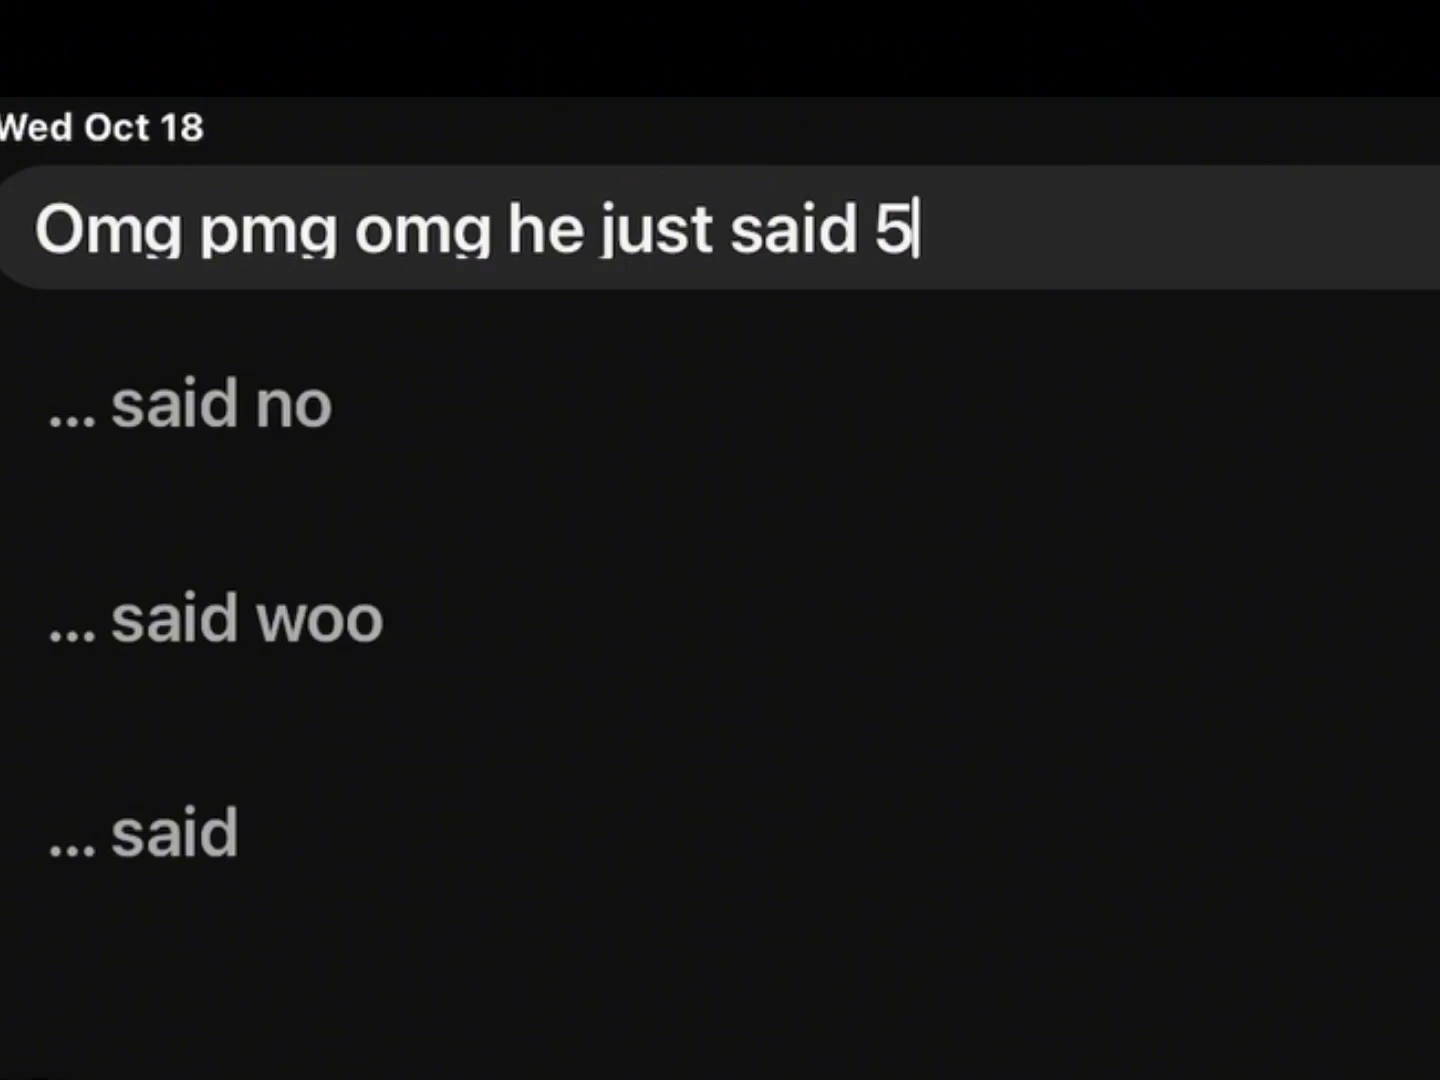 Wed Oct 18
Omg pmg omg he just said 5
... said no
... said woo
... said